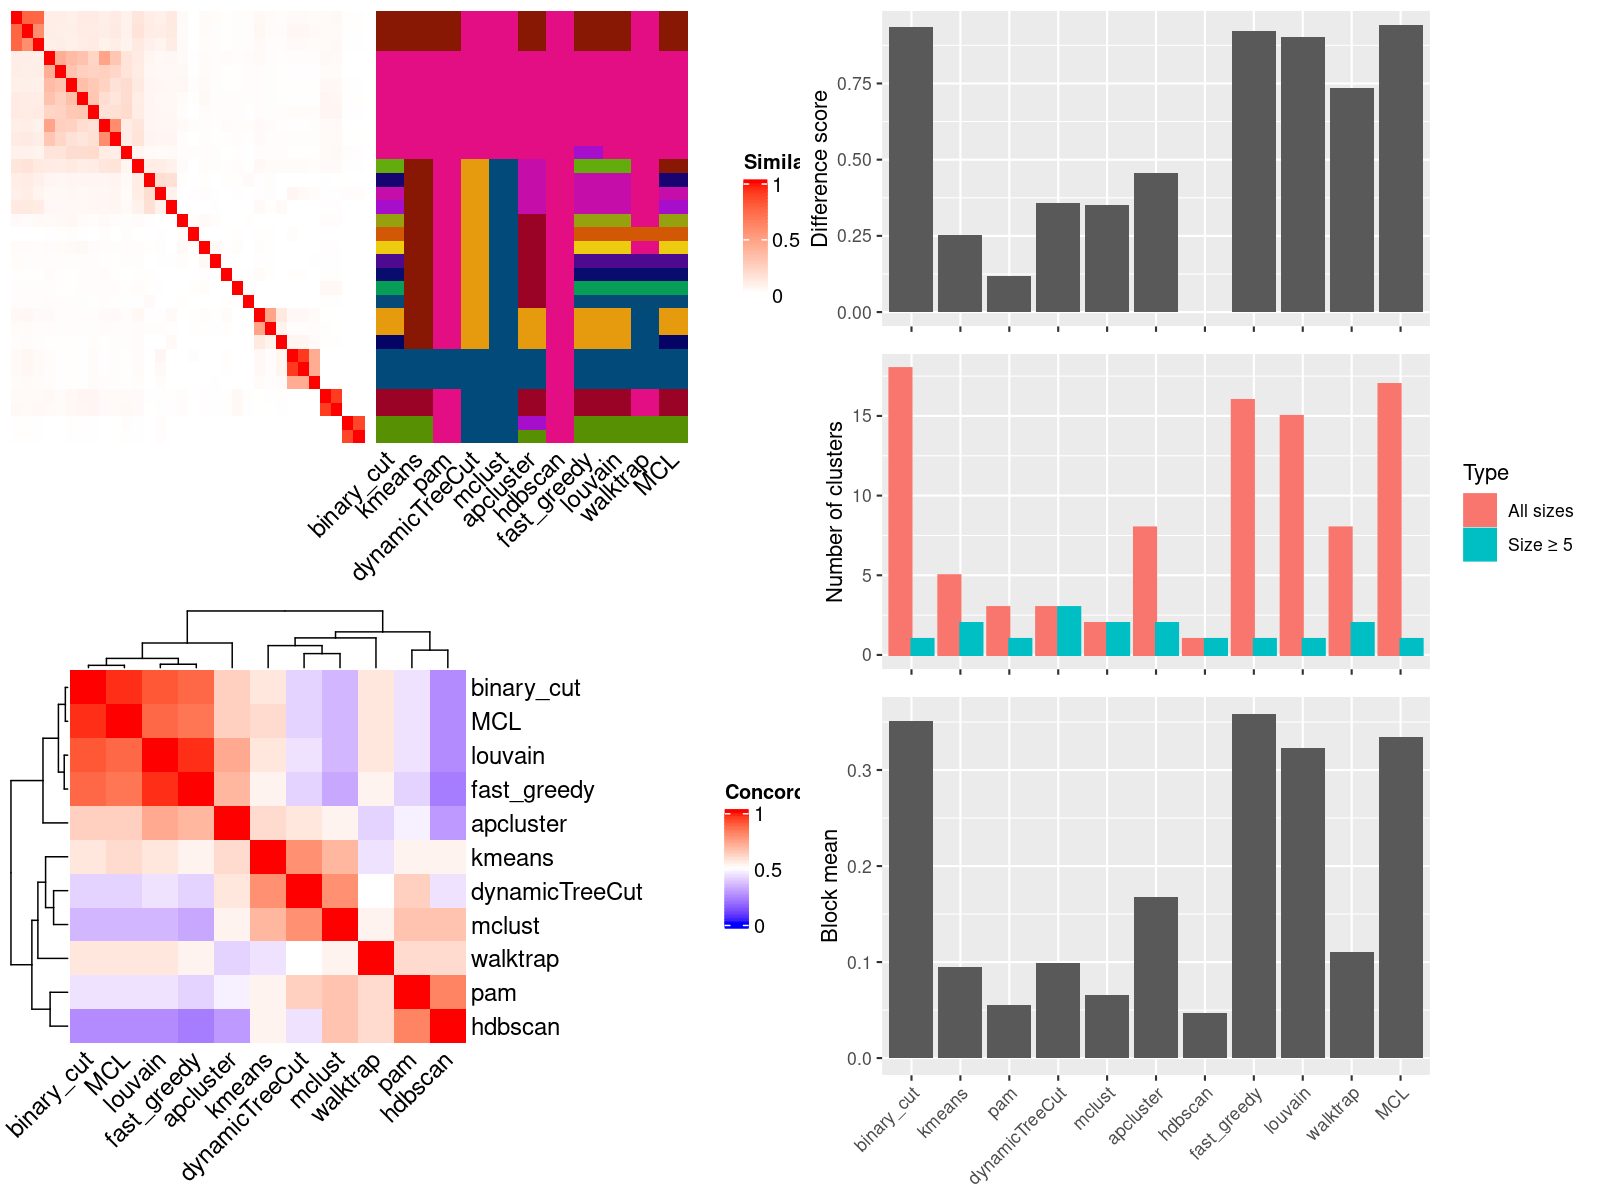 Simila
1
0.5
0
binary_cut
kmeans
pam
dynamicTreeCut
mclust
apcluster
hdbscan
fast_greedy
louvain
walktrap
MCL
binary_cut
MCL
louvain
fast_greedy
apcluster
kmeans
dynamicTreeCut
mclust
walktrap
pam
hdbscan
Concord
1
0.5
0
binary_cut
MCL
louvain
fast_greedy
apcluster
kmeans
dynamicTreeCut
mclust
walktrap
pam
hdbscan
Difference score
0.75
0.50
0.25
0.00
Number of clusters
15
10
5
0
Type
All sizes
Size ≥ 5
Block mean
0.3
0.2
0.1
0.0
binary_cut
kmeans
pam
dynamicTreeCut
mclust
apcluster
hdbscan
fast_greedy
louvain
walktrap
MCL